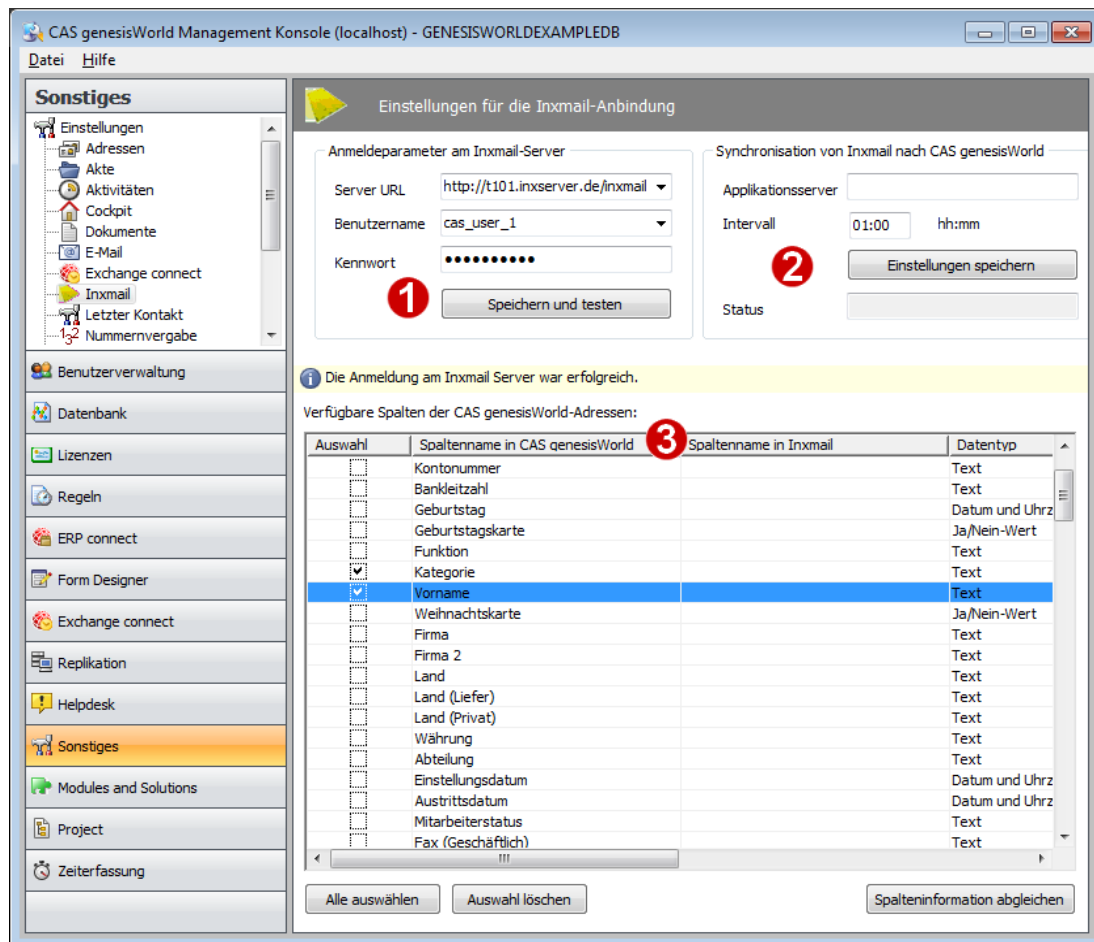 CAS genesisWorld Management Konsole (localhost) - GENESISWORLDEXAMPLEDB
Datei Hilfe
Sonstiges
Einstellungen
Adressen
Akte
Aktivitäten
Cockpit
Dokumente
E-Mail
Exchange connect
Inxmail
Letzter Kontakt
Nummernvergabe
Benutzerverwaltung
Datenbank
Lizenzen
Regeln
ERP connect
Form Designer
Exchange connect
Replikation
Helpdesk
Sonstiges
Modules and Solutions
Project
Zeiterfassung
Einstellungen für die Inxmail-Anbindung
Anmeldeparameter am Inxmail-Server
Server URL http://t101.inxserver.de/inxmail
Benutzername cas_user_1
Kennwort ••••••••••
1 Speichern und testen
Synchronisation von Inxmail nach CAS genesisWorld
Applikationsserver
Intervall 01:00 hh:mm
2 Einstellungen speichern
Status
Die Anmeldung am Inxmail Server war erfolgreich.
Verfügbare Spalten der CAS genesisWorld-Adressen:
Auswahl Spaltenname in CAS genesisWorld 3 Spaltenname in Inxmail Datentyp
Kontonummer Text
Bankleitzahl Text
Geburtstag Datum und Uhrz
Geburtstagskarte Ja/Nein-Wert
Funktion Text
Kategorie Text
Vorname Text
Weihnachtskarte Ja/Nein-Wert
Firma Text
Firma 2 Text
Land Text
Land (Liefer) Text
Land (Privat) Text
Währung Text
Abteilung Text
Einstellungsdatum Datum und Uhrz
Austrittsdatum Datum und Uhrz
Mitarbeiterstatus Text
Fax (Geschäftlich) Text
Alle auswählen Auswahl löschen Spalteninformation abgleichen